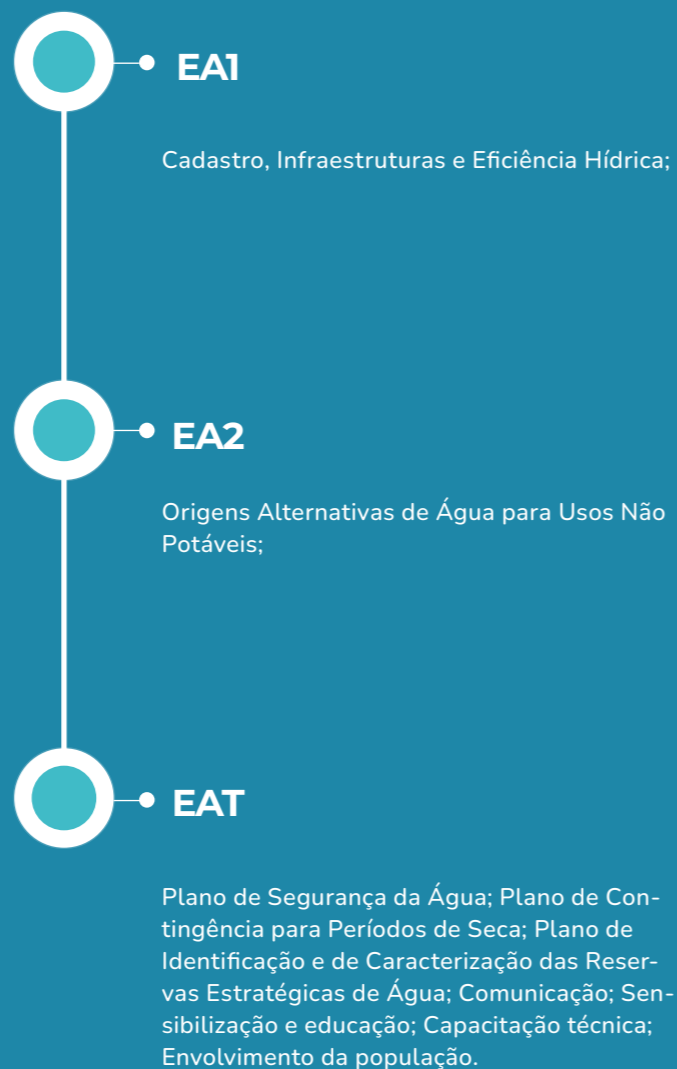 EA1
Cadastro, Infraestruturas e Eficiência Hídrica;
EA2
Origens Alternativas de Água para Usos Não
Potáveis;
EAT
Plano de Segurança da Água; Plano de Con-
tingência para Períodos de Seca; Plano de
Identificação e de Caracterização das Reser-
vas Estratégicas de Água; Comunicação; Sen-
sibilização e educação; Capacitação técnica;
Envolvimento da população.